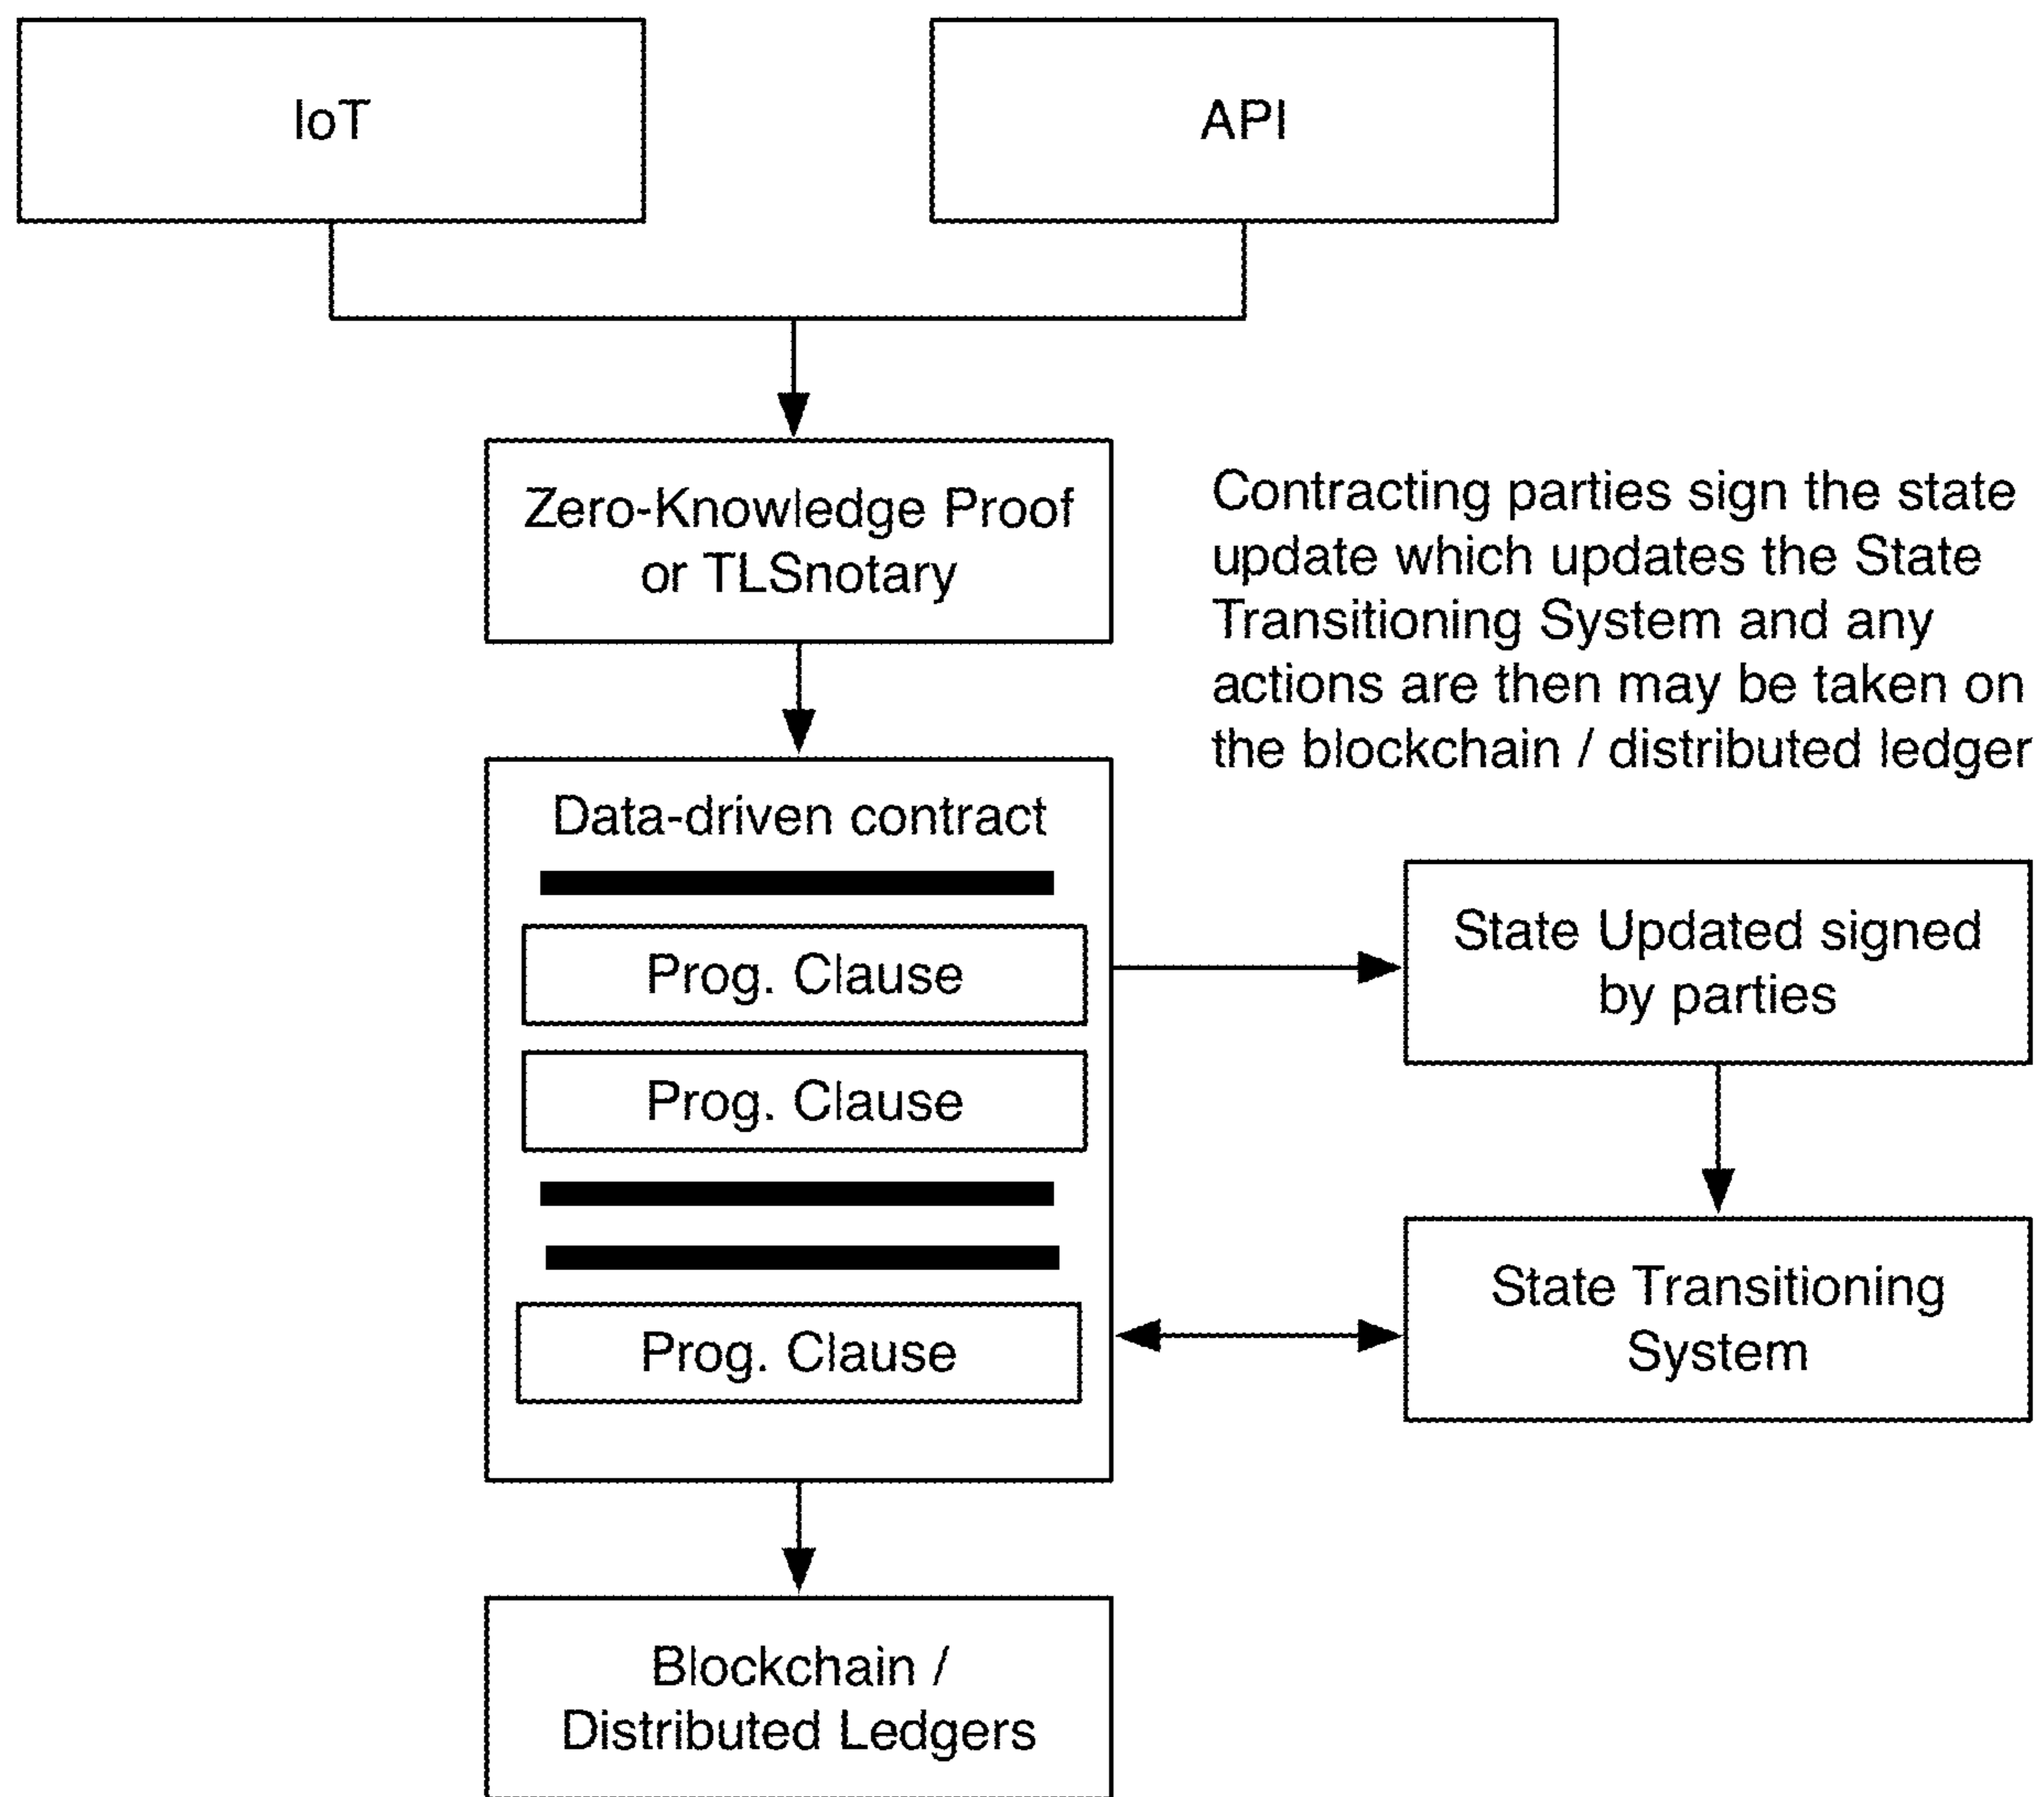 IoT
API
Zero-Knowledge Proof
or TLSnotary
Contracting parties sign the state
update which updates the State
Transitioning System and any
actions are then may be taken on
the blockchain / distributed ledger
Data-driven contract
Prog. Clause
Prog. Clause
Prog. Clause
State Updated signed
by parties
State Transitioning
System
Blockchain /
Distributed Ledgers